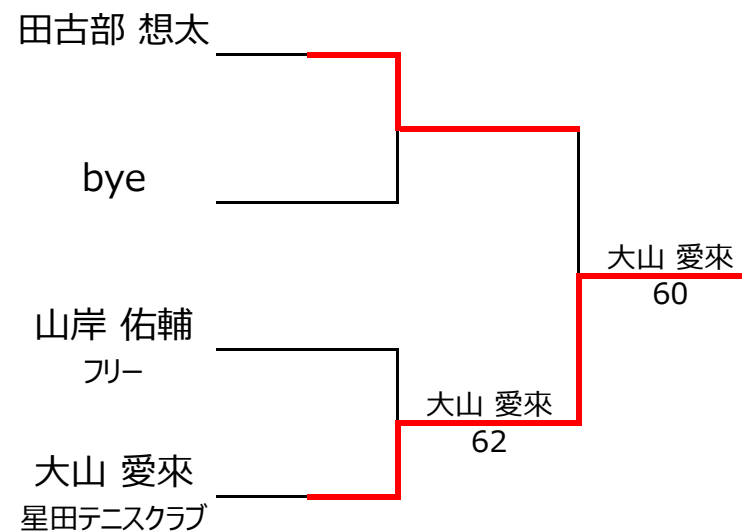 田古部 想太
bye
山岸 佑輔
フリー
大山 愛來
星田テニスクラブ
大山 愛來
62
大山 愛來
60